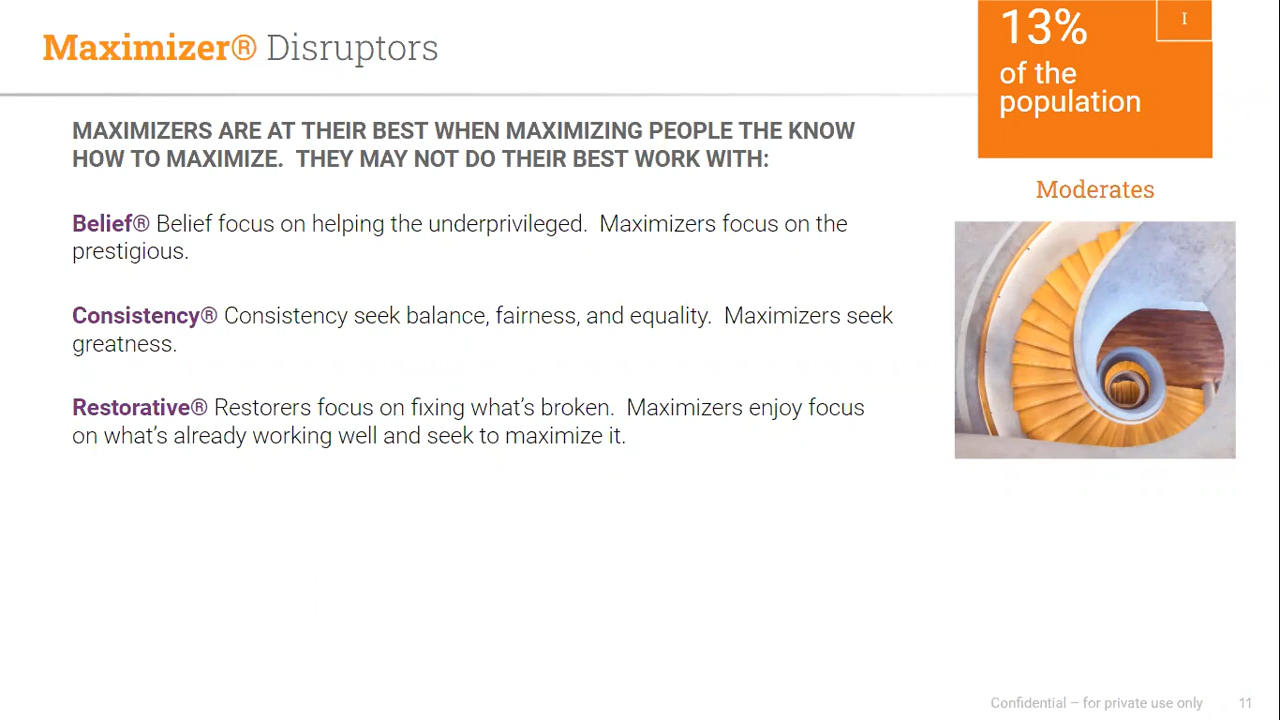 Maximizer® Disruptors
13%
I
of the
population
MAXIMIZERS ARE AT THEIR BEST WHEN MAXIMIZING PEOPLE THE KNOW
HOW TO MAXIMIZE.  THEY MAY NOT DO THEIR BEST WORK WITH:
Moderates
Belief® Belief focus on helping the underprivileged.  Maximizers focus on the
prestigious.
Consistency® Consistency seek balance, fairness, and equality.  Maximizers seek
greatness.
Restorative® Restorers focus on fixing what’s broken.  Maximizers enjoy focus
on what’s already working well and seek to maximize it.
Confidential – for private use only
11